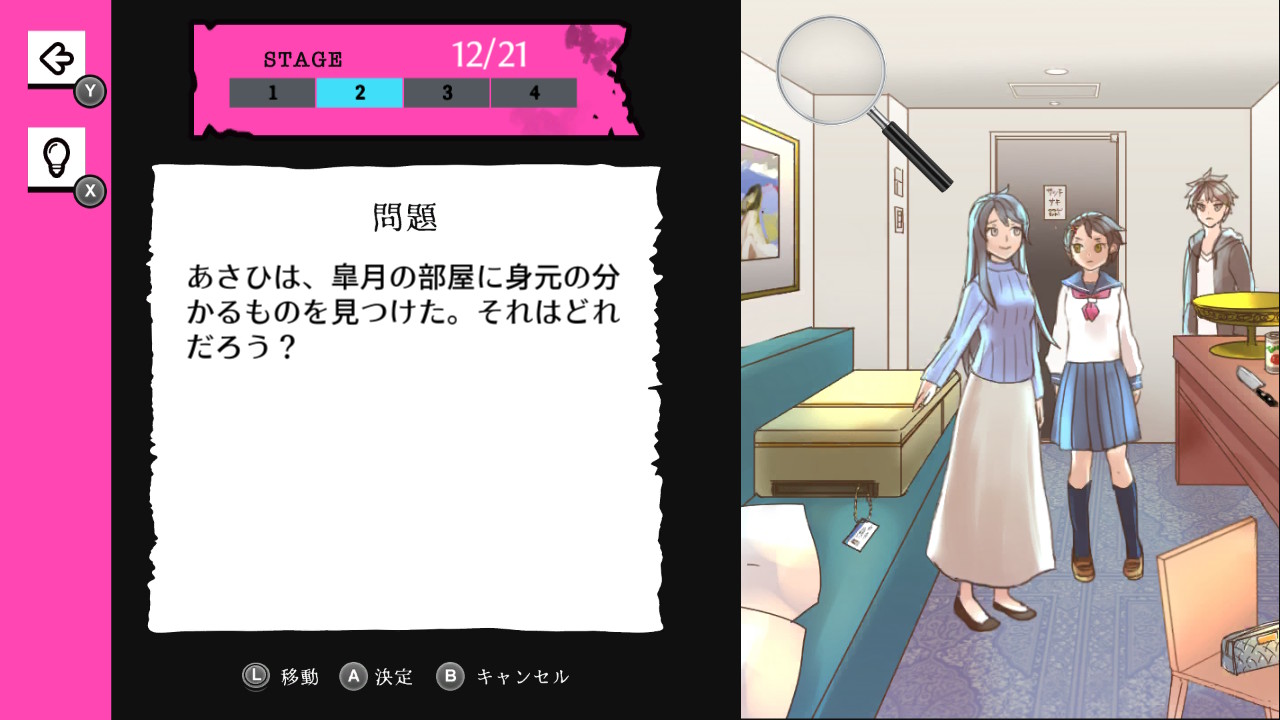 Y
X
STAGE 12/21
1 2 3 4
問題
あさひは、皐月の部屋に身元の分
かるものを見つけた。それはどれ
だろう？
L 移動 A 決定 B キャンセル